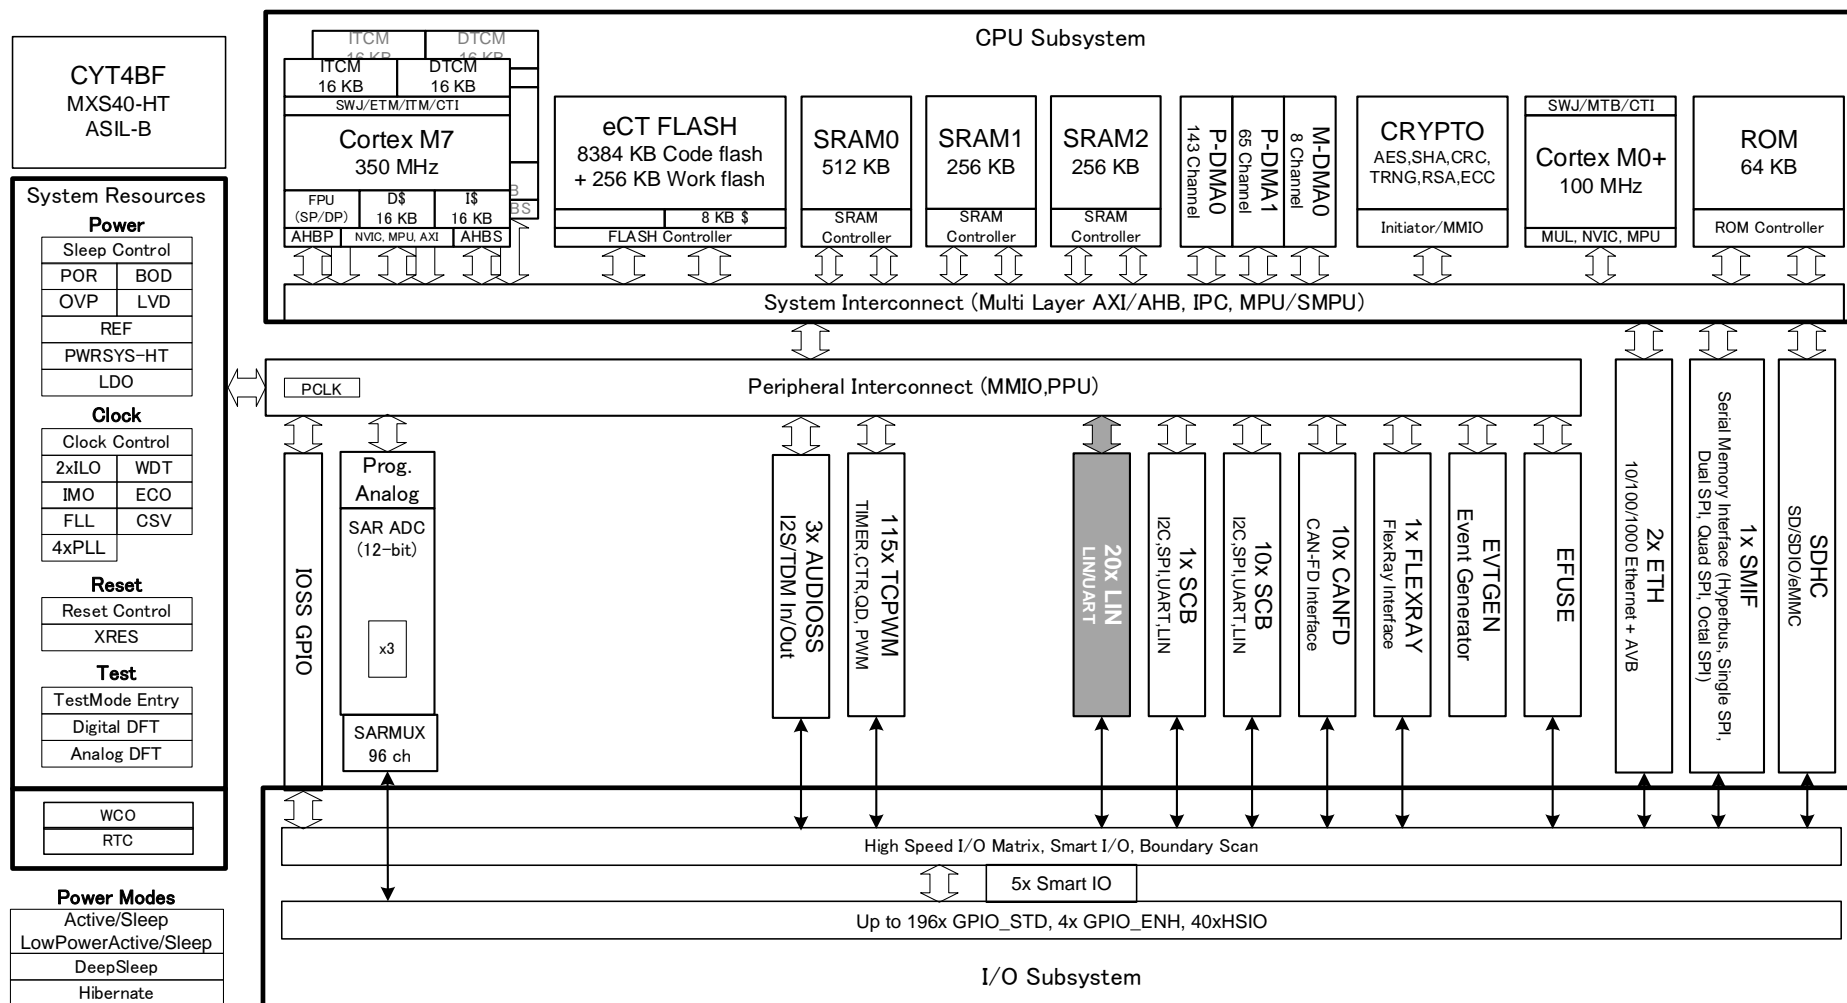 CYT4BF
MXS40-HT
ASIL-B
System Resources
Power
Sleep Control
POR
BOD
OVP
LVD
REF
PWRSYS-HT
LDO
Clock
Clock Control
2xILO
WDT
IMO
ECO
FLL
CSV
4xPLL
Reset
Reset Control
XRES
Test
TestMode Entry
Digital DFT
Analog DFT
WCO
RTC
Power Modes
Active/Sleep
LowPowerActive/Sleep
DeepSleep
Hibernate
CPU Subsystem
ITCM
16 KB
DTCM
16 KB
ITCM
16 KB
DTCM
16 KB
SWJ/ETM/ITM/CTI
Cortex M7
350 MHz
FPU
(SP/DP)
D$
16 KB
I$
16 KB
B
BS
AHBP
NVIC, MPU, AXI
AHBS
eCT FLASH
8384 KB Code flash
+ 256 KB Work flash
8 KB $
FLASH Controller
SRAM0
512 KB
SRAM
Controller
SRAM1
256 KB
SRAM
Controller
SRAM2
256 KB
SRAM
Controller
P-DMA0
143 Channel
P-DMA1
65 Channel
M-DMA0
8 Channel
CRYPTO
AES,SHA,CRC,
TRNG,RSA,ECC
Initiator/MMIO
SWJ/MTB/CTI
Cortex M0+
100 MHz
MUL, NVIC, MPU
ROM
64 KB
ROM Controller
System Interconnect (Multi Layer AXI/AHB, IPC, MPU/SMPU)
PCLK
Peripheral Interconnect (MMIO,PPU)
IOSS GPIO
Prog.
Analog
SAR ADC
(12-bit)
x3
SARMUX
96 ch
3x AUDIOSS
I2S/TDM In/Out
115x TCPWM
TIMER,CTR,QD, PWM
20x LIN
LIN/UART
1x SCB
I2C,SPI,UART,LIN
10x SCB
I2C,SPI,UART,LIN
10x CANFD
CAN-FD Interface
1x FLEXRAY
FlexRay Interface
EVTGEN
Event Generator
EFUSE
2x ETH
10/100/1000 Ethernet + AVB
1x SMIF
Serial Memory Interface (Hyperbus, Single SPI,
Dual SPI, Quad SPI, Octal SPI)
SDHC
SD/SDIO/eMMC
High Speed I/O Matrix, Smart I/O, Boundary Scan
5x Smart IO
Up to 196x GPIO_STD, 4x GPIO_ENH, 40xHSIO
I/O Subsystem